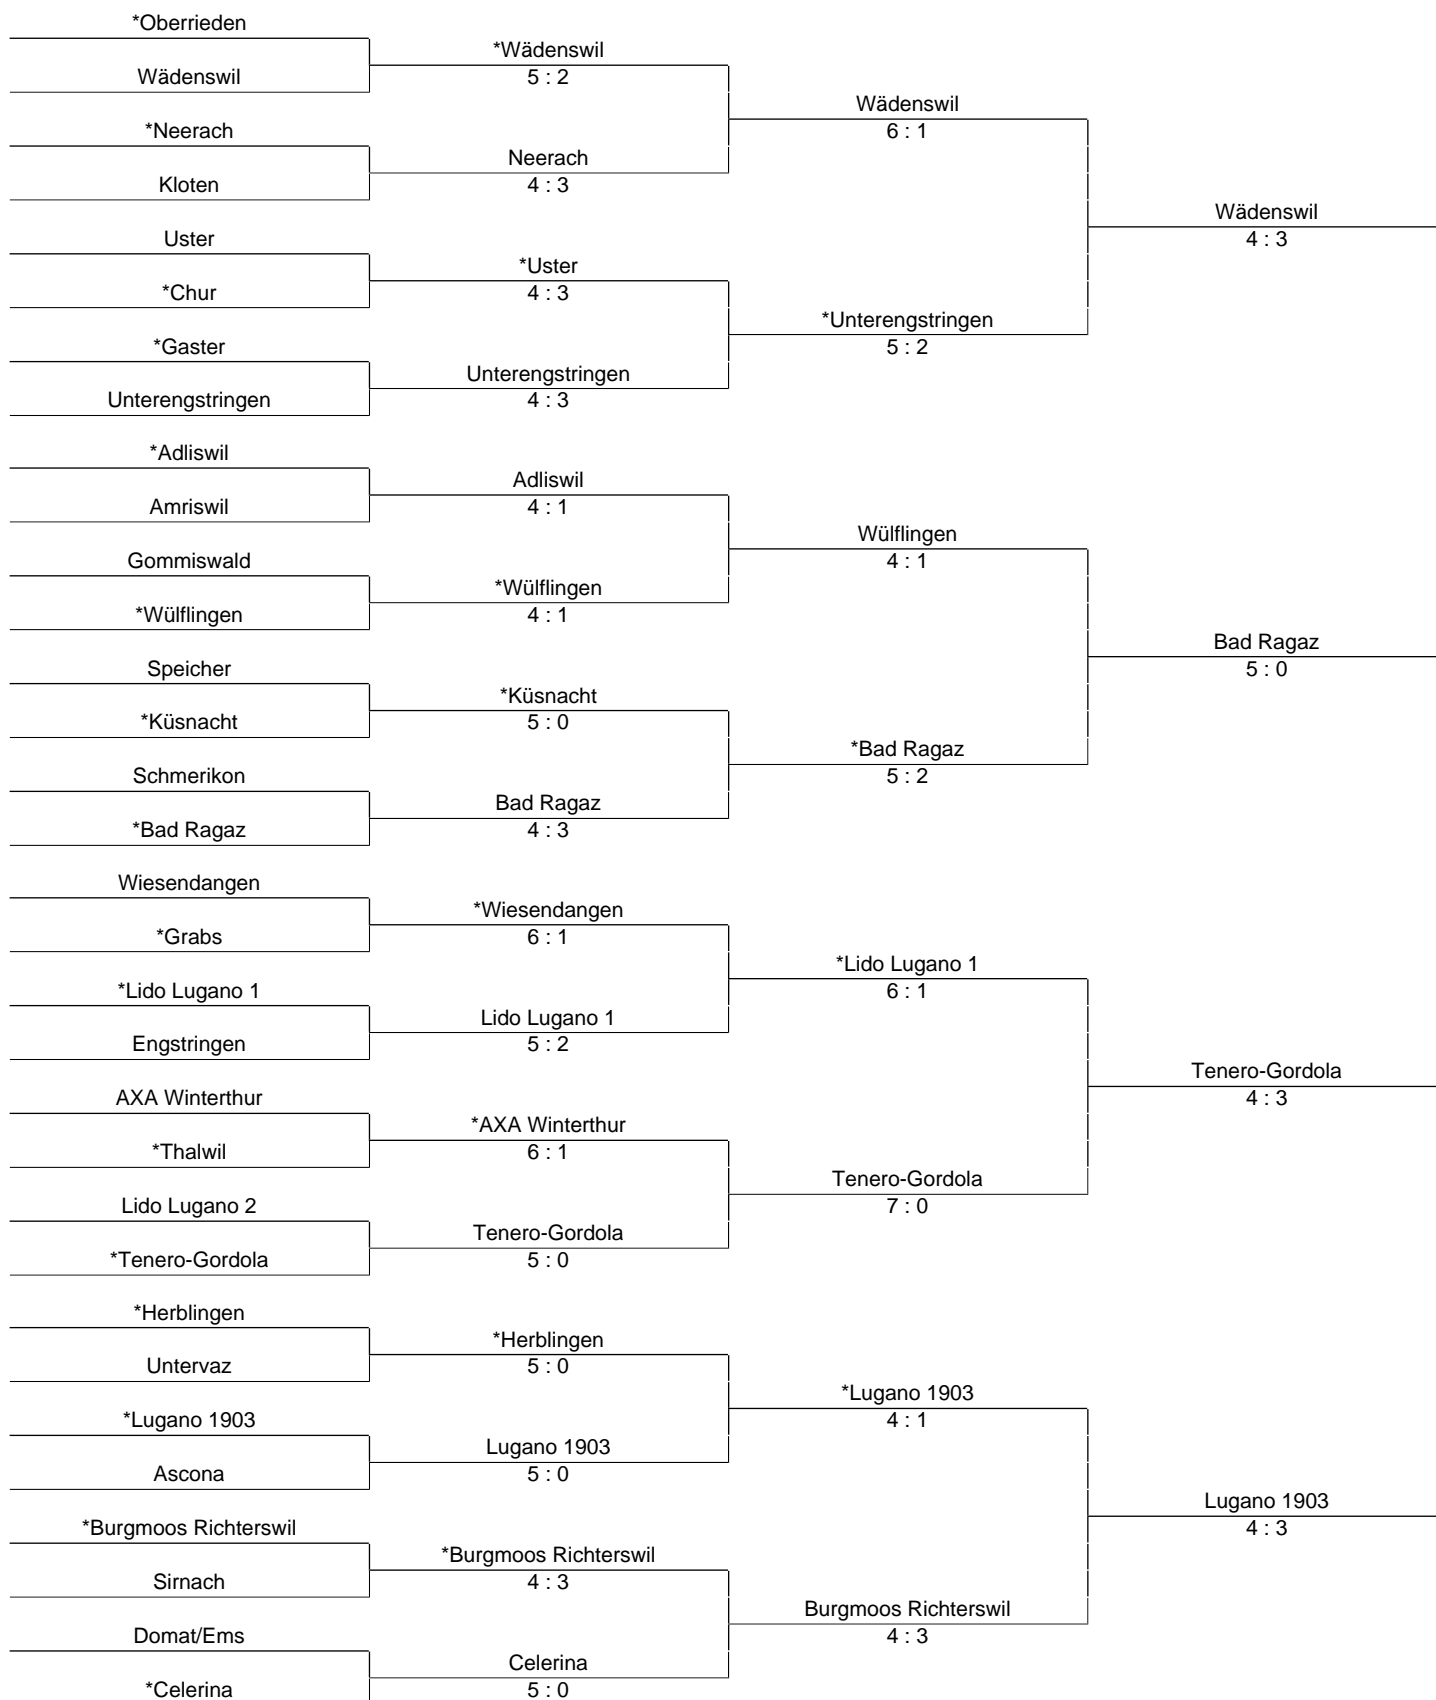 *Oberrieden
*Wädenswil
5 : 2
Wädenswil
Wädenswil
6 : 1
*Neerach
Neerach
4 : 3
Kloten
Wädenswil
4 : 3
Uster
*Uster
4 : 3
*Chur
*Unterengstringen
5 : 2
*Gaster
Unterengstringen
4 : 3
Unterengstringen
*Adliswil
Adliswil
4 : 1
Amriswil
Wülflingen
4 : 1
Gommiswald
*Wülflingen
4 : 1
*Wülflingen
Bad Ragaz
5 : 0
Speicher
*Küsnacht
5 : 0
*Küsnacht
*Bad Ragaz
5 : 2
Schmerikon
Bad Ragaz
4 : 3
*Bad Ragaz
Wiesendangen
*Wiesendangen
6 : 1
*Grabs
*Lido Lugano 1
6 : 1
*Lido Lugano 1
Lido Lugano 1
5 : 2
Engstringen
Tenero-Gordola
4 : 3
AXA Winterthur
*AXA Winterthur
6 : 1
*Thalwil
Tenero-Gordola
7 : 0
Lido Lugano 2
Tenero-Gordola
5 : 0
*Tenero-Gordola
*Herblingen
*Herblingen
5 : 0
Untervaz
*Lugano 1903
4 : 1
*Lugano 1903
Lugano 1903
5 : 0
Ascona
Lugano 1903
4 : 3
*Burgmoos Richterswil
*Burgmoos Richterswil
4 : 3
Sirnach
Burgmoos Richterswil
4 : 3
Domat/Ems
Celerina
5 : 0
*Celerina